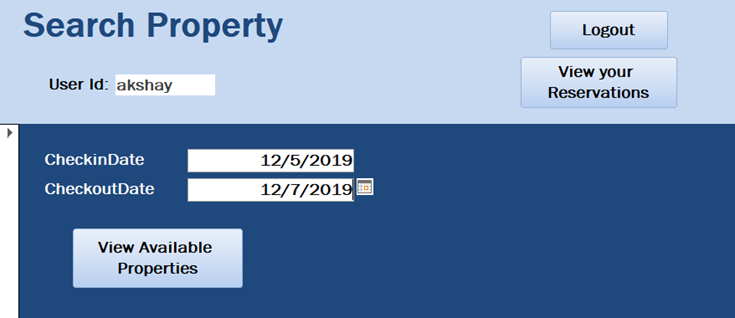 Search Property
Logout
User Id: akshay
View your
Reservations
CheckinDate 12/5/2019
CheckoutDate 12/7/2019
View Available
Properties